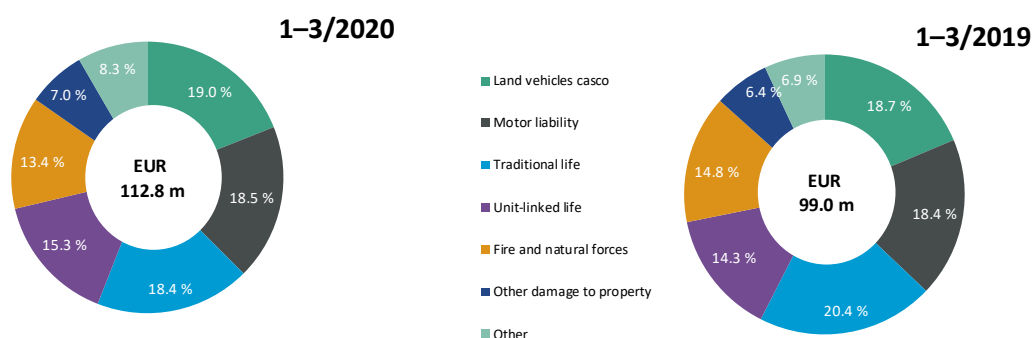 1–3/2020
8.3 %
19.0 %
7.0 %
13.4 %
EUR
112.8 m
18.5 %
15.3 %
18.4 %
Land vehicles casco
Motor liability
Traditional life
Unit-linked life
Fire and natural forces
Other damage to property
Other
1–3/2019
6.9 %
6.4 %
18.7 %
14.8 %
EUR
99.0 m
18.4 %
14.3 %
20.4 %